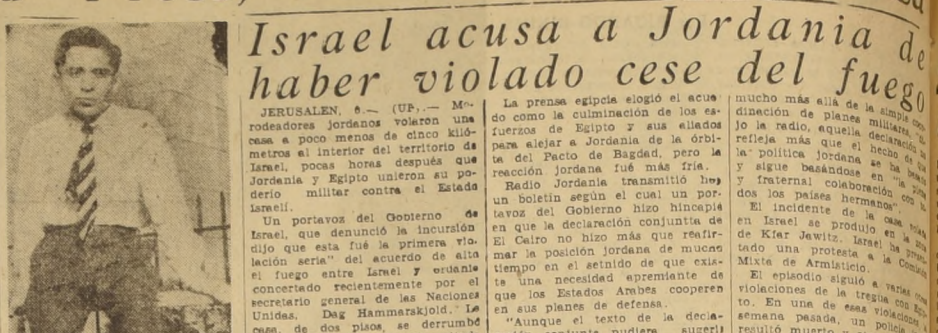 Israel acusa a Jordania de
haber violado cese del fuego
JERUSALEN, 6.— (UP).— Me-
rodeadores jordanos volaron una
casa a poco menos de cinco kiló-
metros al interior del territorio de
Israel, pocas horas después que
Jordania y Egipto unieron su po-
derío militar contra el Estado
Israelí.
Un portavoz del Gobierno de
Israel, que denunció la incursión
dijo que esta fué la primera vio-
lación seria" del acuerdo de alto
el fuego entre Israel y
concertado recientemente por el
secretario general de las Naciones
Unidas, Dag Hammarskjold. La
casa, de dos pisos, se derrumbó
La prensa egipcia elogió el acue
do como la culminación de los es-
fuerzos de Egipto y sus aliados
para alejar a Jordania de la órbi-
ta del Pacto de Bagdad, pero la
reacción jordana fué más fría.
Radio Jordania transmitió hoy
un boletín según el cual un por-
tavoz del Gobierno hizo hincapié
en que la declaración conjuntta de
El Cairo no hizo más que reafir-
mar la posición jordana de mucho
tiempo en el setnido de que exis-
te una necesidad apremiante de
que los Estados Arabes cooperen
en sus planes de defensa.
"Aunque el texto de la decla-
pudiera
mucho más allá de la simple coor
dinación de planes militares,
jo la radio, aquella declaración
refleja más que el hecho de que
la política jordana se ha
y sigue basándose en "la
y fraternal colaboración con
dos los países hermanos".
El incidente de la casa
en Israel se produjo en la
de Kfar Jawitz. Israel ha
tado una protesta a la Comisión
Mixta de Armisticio.
El episodio siguió a varias
violaciones de la tregua con
to. En una de esas violaciones
semana pasada, un
resultó muerto